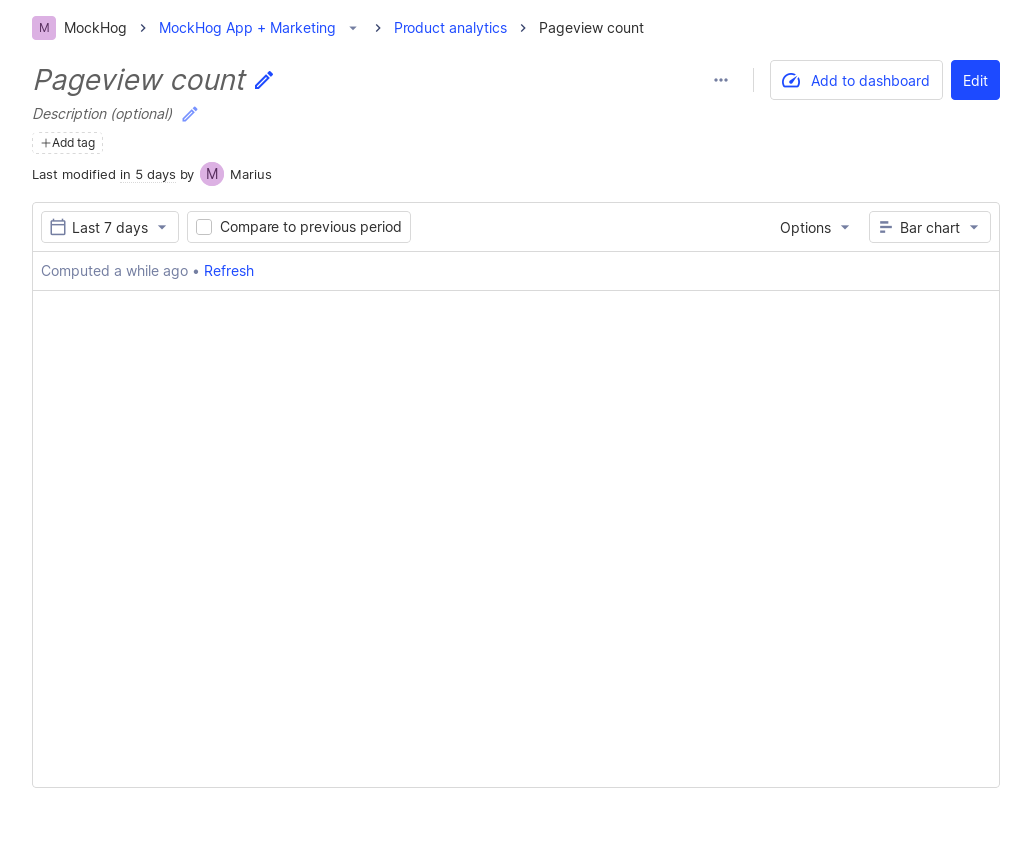 M MockHog MockHog App + Marketing Product analytics Pageview count
Pageview count
Add to dashboard
Edit
Description (optional)
Add tag
Last modified in 5 days by M Marius
Last 7 days
Compare to previous period
Options
Bar chart
Computed a while ago • Refresh